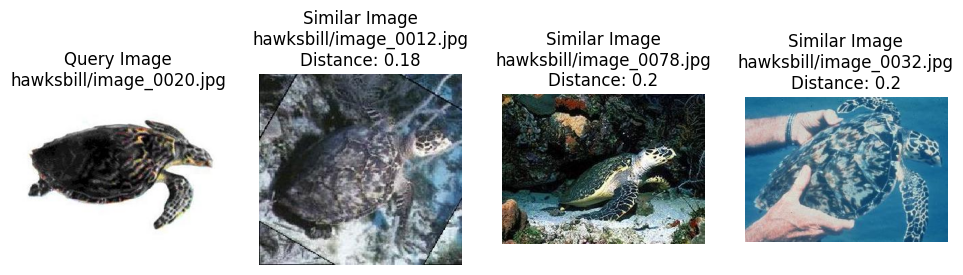 Query Image
hawksbill/image_0020.jpg
Similar Image
hawksbill/image_0012.jpg
Distance: 0.18
Similar Image
hawksbill/image_0078.jpg
Distance: 0.2
Similar Image
hawksbill/image_0032.jpg
Distance: 0.2